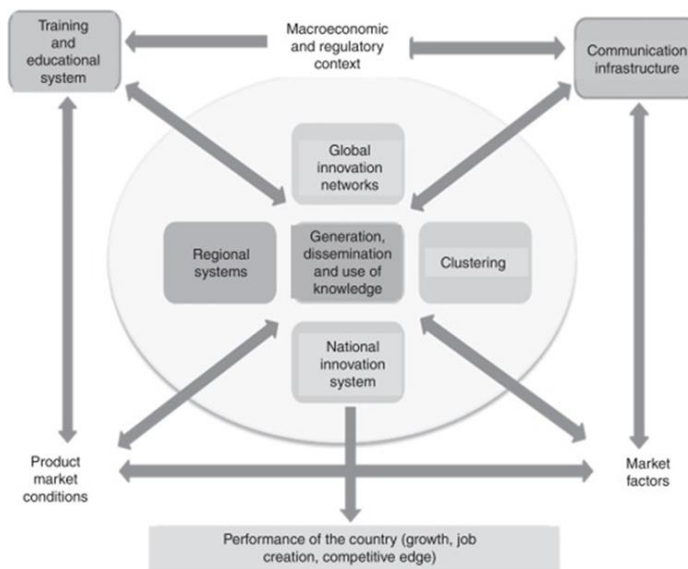 Training
and
educational
system
Macroeconomic
and regulatory
context
Communication
infrastructure
Global
innovation
networks
Regional
systems
Generation,
dissemination
and use of
knowledge
Clustering
National
innovation
system
Product
market
conditions
Market
factors
Performance of the country (growth, job
creation, competitive edge)